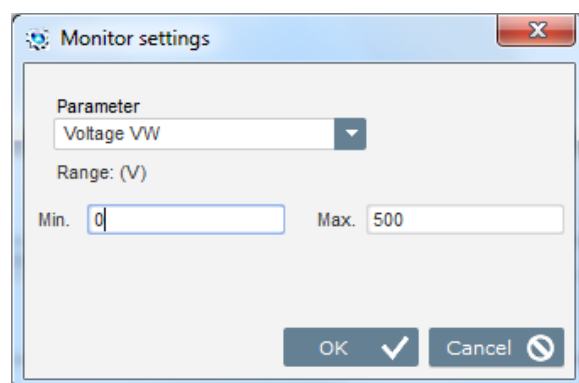 Monitor settings
Parameter
Voltage VW
Range: (V)
Min. 0 Max. 500
OK Cancel